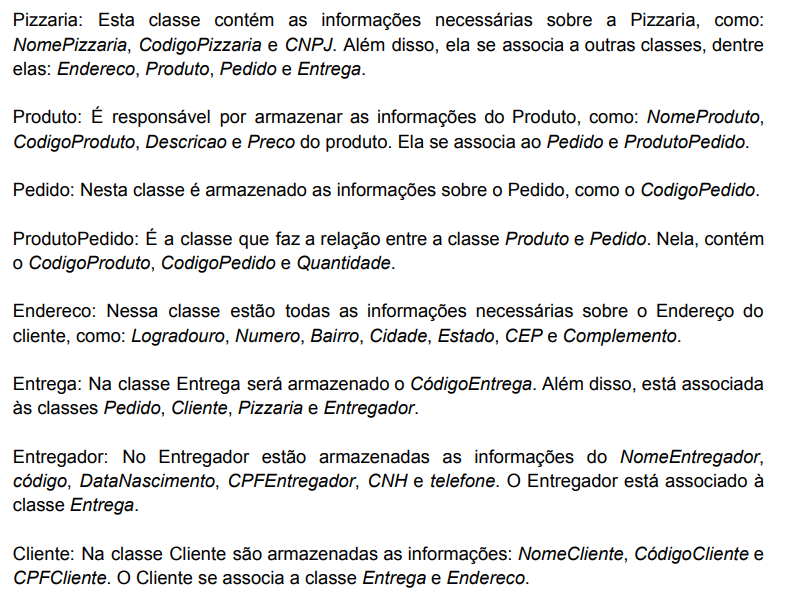 Pizzaria: Esta classe contém as informações necessárias sobre a Pizzaria, como:
NomePizzaria, CodigoPizzaria e CNPJ. Além disso, ela se associa a outras classes, dentre
elas: Endereco, Produto, Pedido e Entrega.
Produto: É responsável por armazenar as informações do Produto, como: NomeProduto,
CodigoProduto, Descricao e Preco do produto. Ela se associa ao Pedido e ProdutoPedido.
Pedido: Nesta classe é armazenado as informações sobre o Pedido, como o CodigoPedido.
ProdutoPedido: É a classe que faz a relação entre a classe Produto e Pedido. Nela, contém
o CodigoProduto, CodigoPedido e Quantidade.
Endereco: Nessa classe estão todas as informações necessárias sobre o Endereço do
cliente, como: Logradouro, Numero, Bairro, Cidade, Estado, CEP e Complemento.
Entrega: Na classe Entrega será armazenado o CódigoEntrega. Além disso, está associada
às classes Pedido, Cliente, Pizzaria e Entregador.
Entregador: No Entregador estão armazenadas as informações do NomeEntregador,
código, DataNascimento, CPFEntregador, CNH e telefone. O Entregador está associado à
classe Entrega.
Cliente: Na classe Cliente são armazenadas as informações: NomeCliente, CódigoCliente e
CPFCliente. O Cliente se associa a classe Entrega e Endereco.